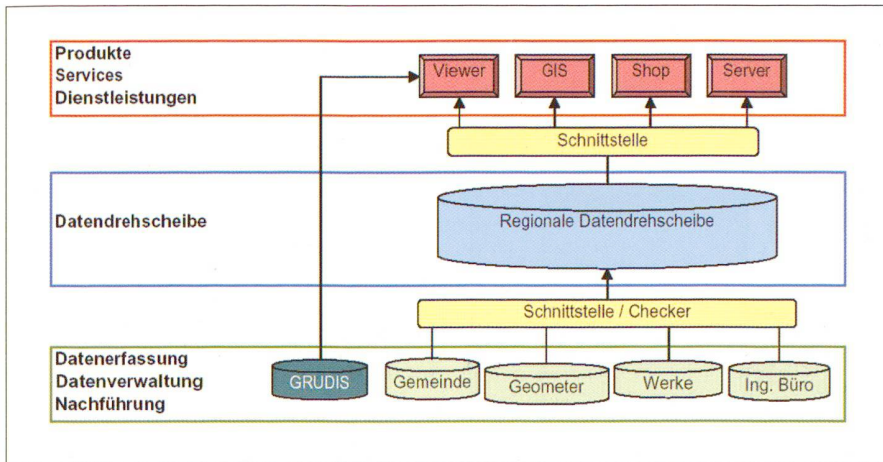 Produkte
Services
Dienstleistungen
Viewer
GIS
Shop
Server
Schnittstelle
Datendrehscheibe
Regionale Datendrehscheibe
Schnittstelle / Checker
Datenerfassung
Datenverwaltung
Nachführung
GRUDIS
Gemeinde
Geometer
Werke
Ing. Büro